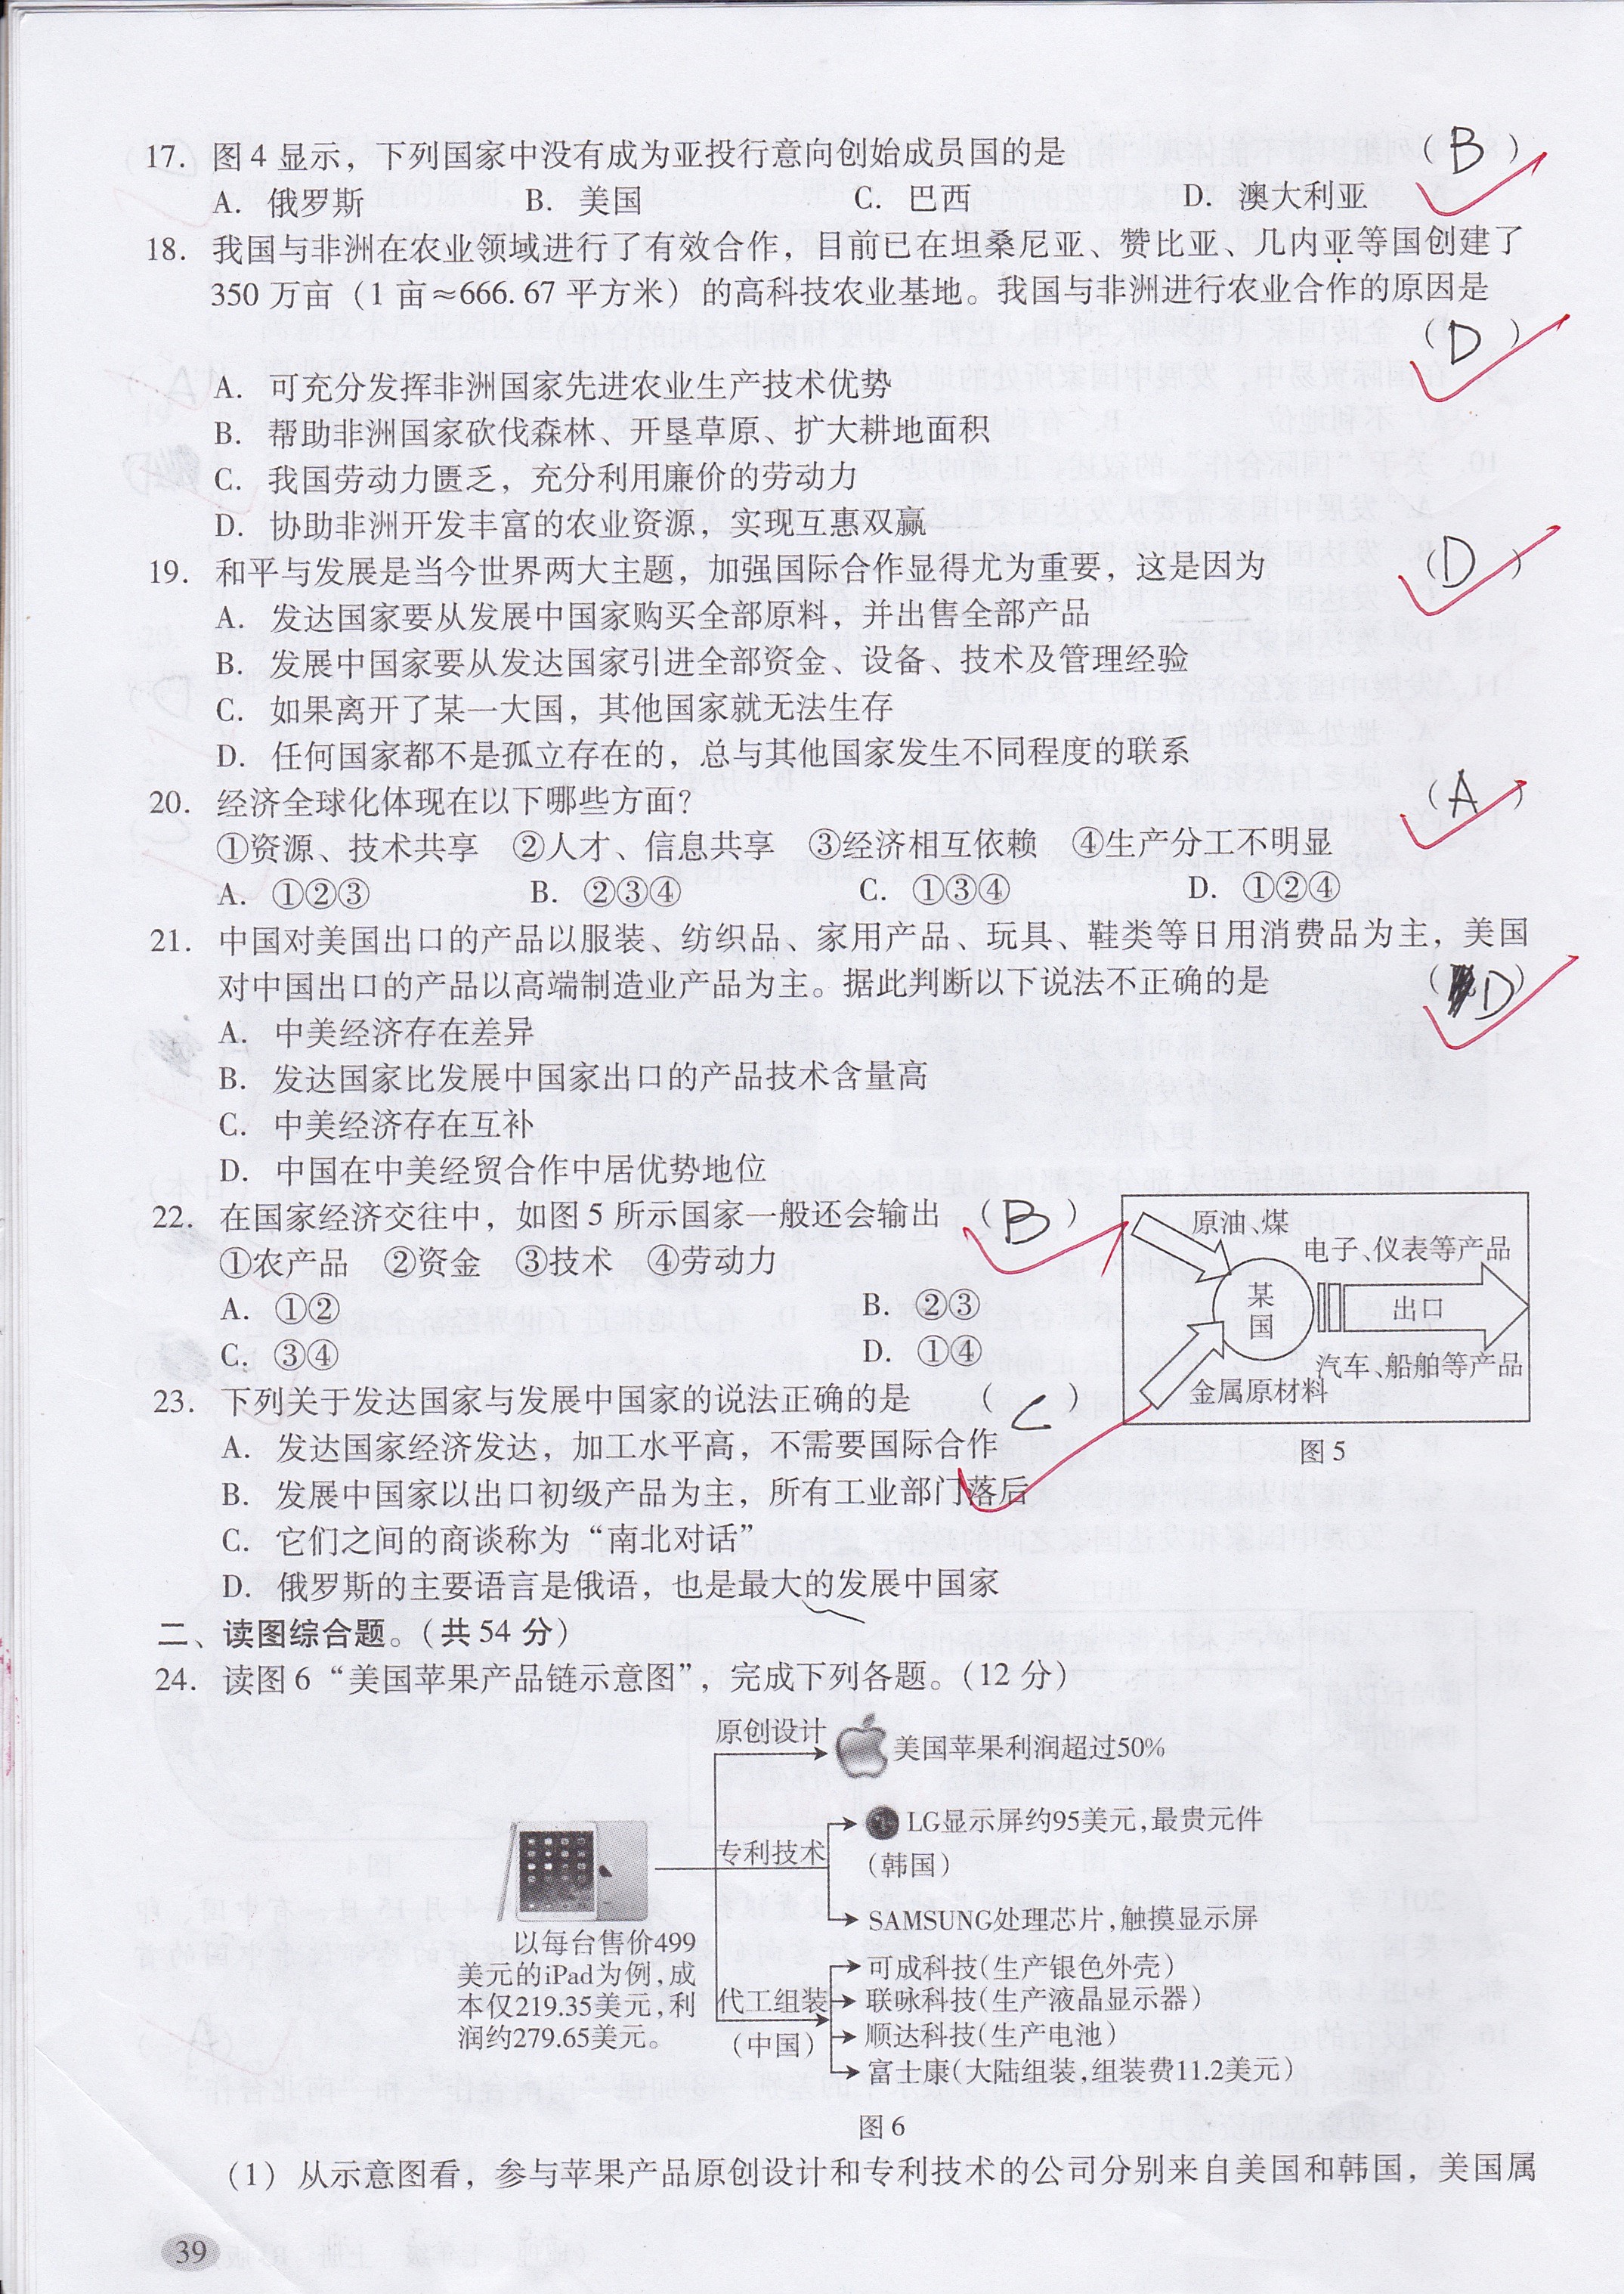 17. 图4显示，下列国家中没有成为亚投行意向创始成员国的是 （B）
A. 俄罗斯 B. 美国 C. 巴西 D. 澳大利亚
18. 我国与非洲在农业领域进行了有效合作，目前已在坦桑尼亚、赞比亚、几内亚等国创建了
350万亩（1亩≈666.67平方米）的高科技农业基地。我国与非洲进行农业合作的原因是
（D）
A. 可充分发挥非洲国家先进农业生产技术优势
B. 帮助非洲国家砍伐森林、开垦草原、扩大耕地面积
C. 我国劳动力匮乏，充分利用廉价的劳动力
D. 协助非洲开发丰富的农业资源，实现互惠双赢
19. 和平与发展是当今世界两大主题，加强国际合作显得尤为重要，这是因为 （D）
A. 发达国家要从发展中国家购买全部原料，并出售全部产品
B. 发展中国家要从发达国家引进全部资金、设备、技术及管理经验
C. 如果离开了某一大国，其他国家就无法生存
D. 任何国家都不是孤立存在的，总与其他国家发生不同程度的联系
20. 经济全球化体现在以下哪些方面？ （A）
①资源、技术共享 ②人才、信息共享 ③经济相互依赖 ④生产分工不明显
A. ①②③ B. ②③④ C. ①③④ D. ①②④
21. 中国对美国出口的产品以服装、纺织品、家用产品、玩具、鞋类等日用消费品为主，美国
对中国出口的产品以高端制造业产品为主。据此判断以下说法不正确的是 （D）
A. 中美经济存在差异
B. 发达国家比发展中国家出口的产品技术含量高
C. 中美经济存在互补
D. 中国在中美经贸合作中居优势地位
22. 在国家经济交往中，如图5所示国家一般还会输出 （B）
①农产品 ②资金 ③技术 ④劳动力
A. ①② B. ②③
C. ③④ D. ①④
原油、煤
电子、仪表等产品
某国
出口
汽车、船舶等产品
金属原材料
图5
23. 下列关于发达国家与发展中国家的说法正确的是 （C）
A. 发达国家经济发达，加工水平高，不需要国际合作
B. 发展中国家以出口初级产品为主，所有工业部门落后
C. 它们之间的商谈称为“南北对话”
D. 俄罗斯的主要语言是俄语，也是最大的发展中国家
二、读图综合题。（共54分）
24. 读图6“美国苹果产品链示意图”，完成下列各题。（12分）
原创设计
美国苹果利润超过50%
LG显示屏约95美元，最贵元件
专利技术
（韩国）
SAMSUNG处理芯片，触摸显示屏
以每台售价499
美元的iPad为例，成
本仅219.35美元，利
润约279.65美元。
代工组装
（中国）
可成科技（生产银色外壳）
联咏科技（生产液晶显示器）
顺达科技（生产电池）
富士康（大陆组装，组装费11.2美元）
图6
（1）从示意图看，参与苹果产品原创设计和专利技术的公司分别来自美国和韩国，美国属
39